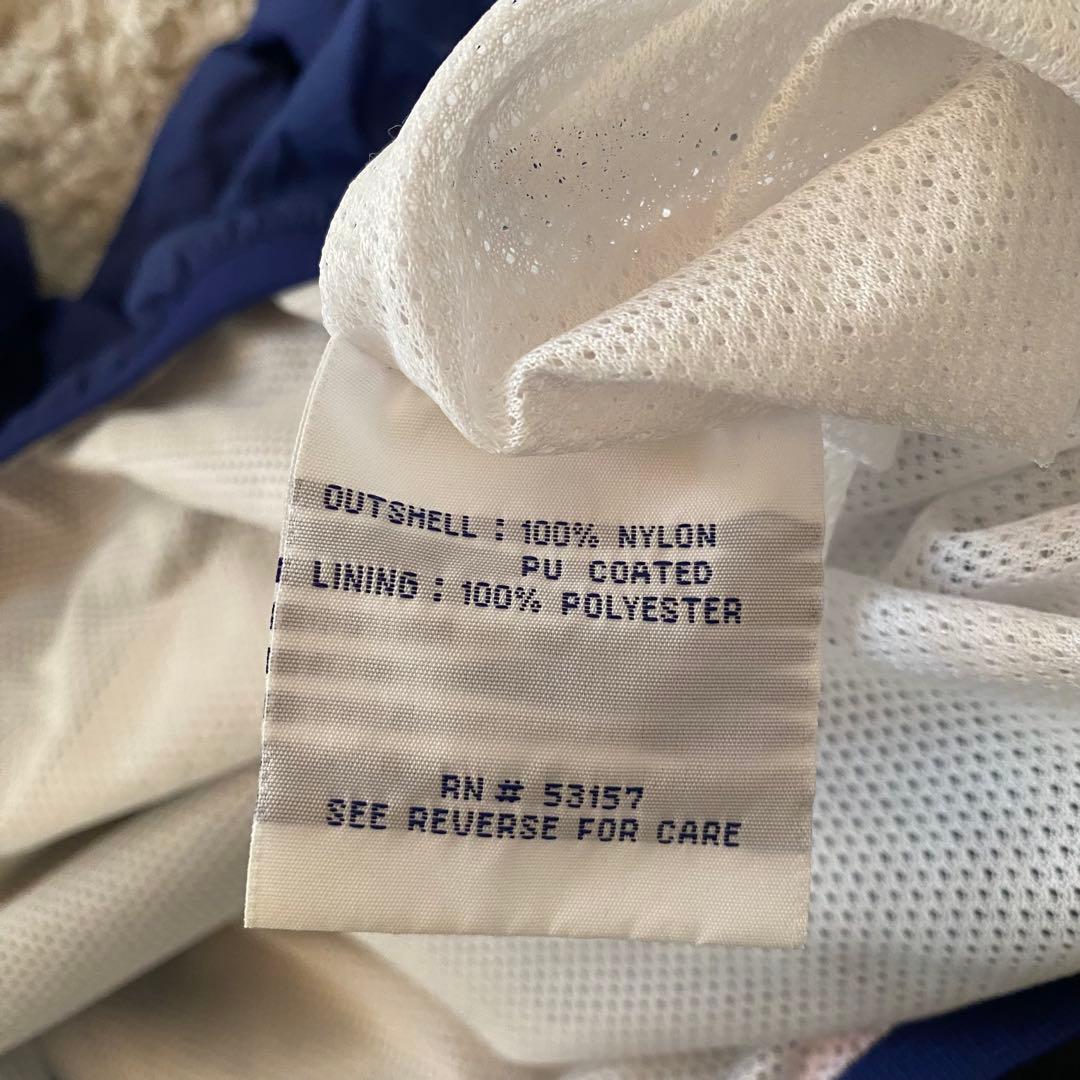 OUTSHELL : 100% NYLON
PU COATED
LINING : 100% POLYESTER
RN # 53157
SEE REVERSE FOR CARE